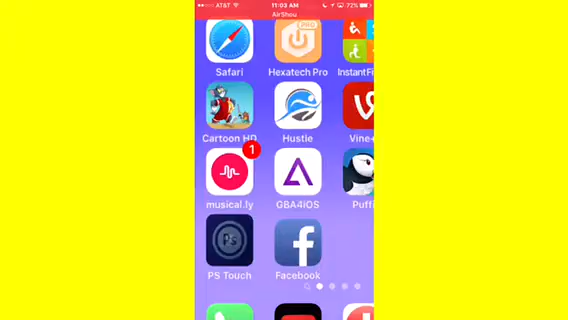 AT&T 11:03 AM 72%
AirShou
Safari Hexatech Pro InstantFi
PRO
Cartoon HD Hustle Vine+
1
musical.ly GBA4iOS Puffi
Ps
PS Touch Facebook